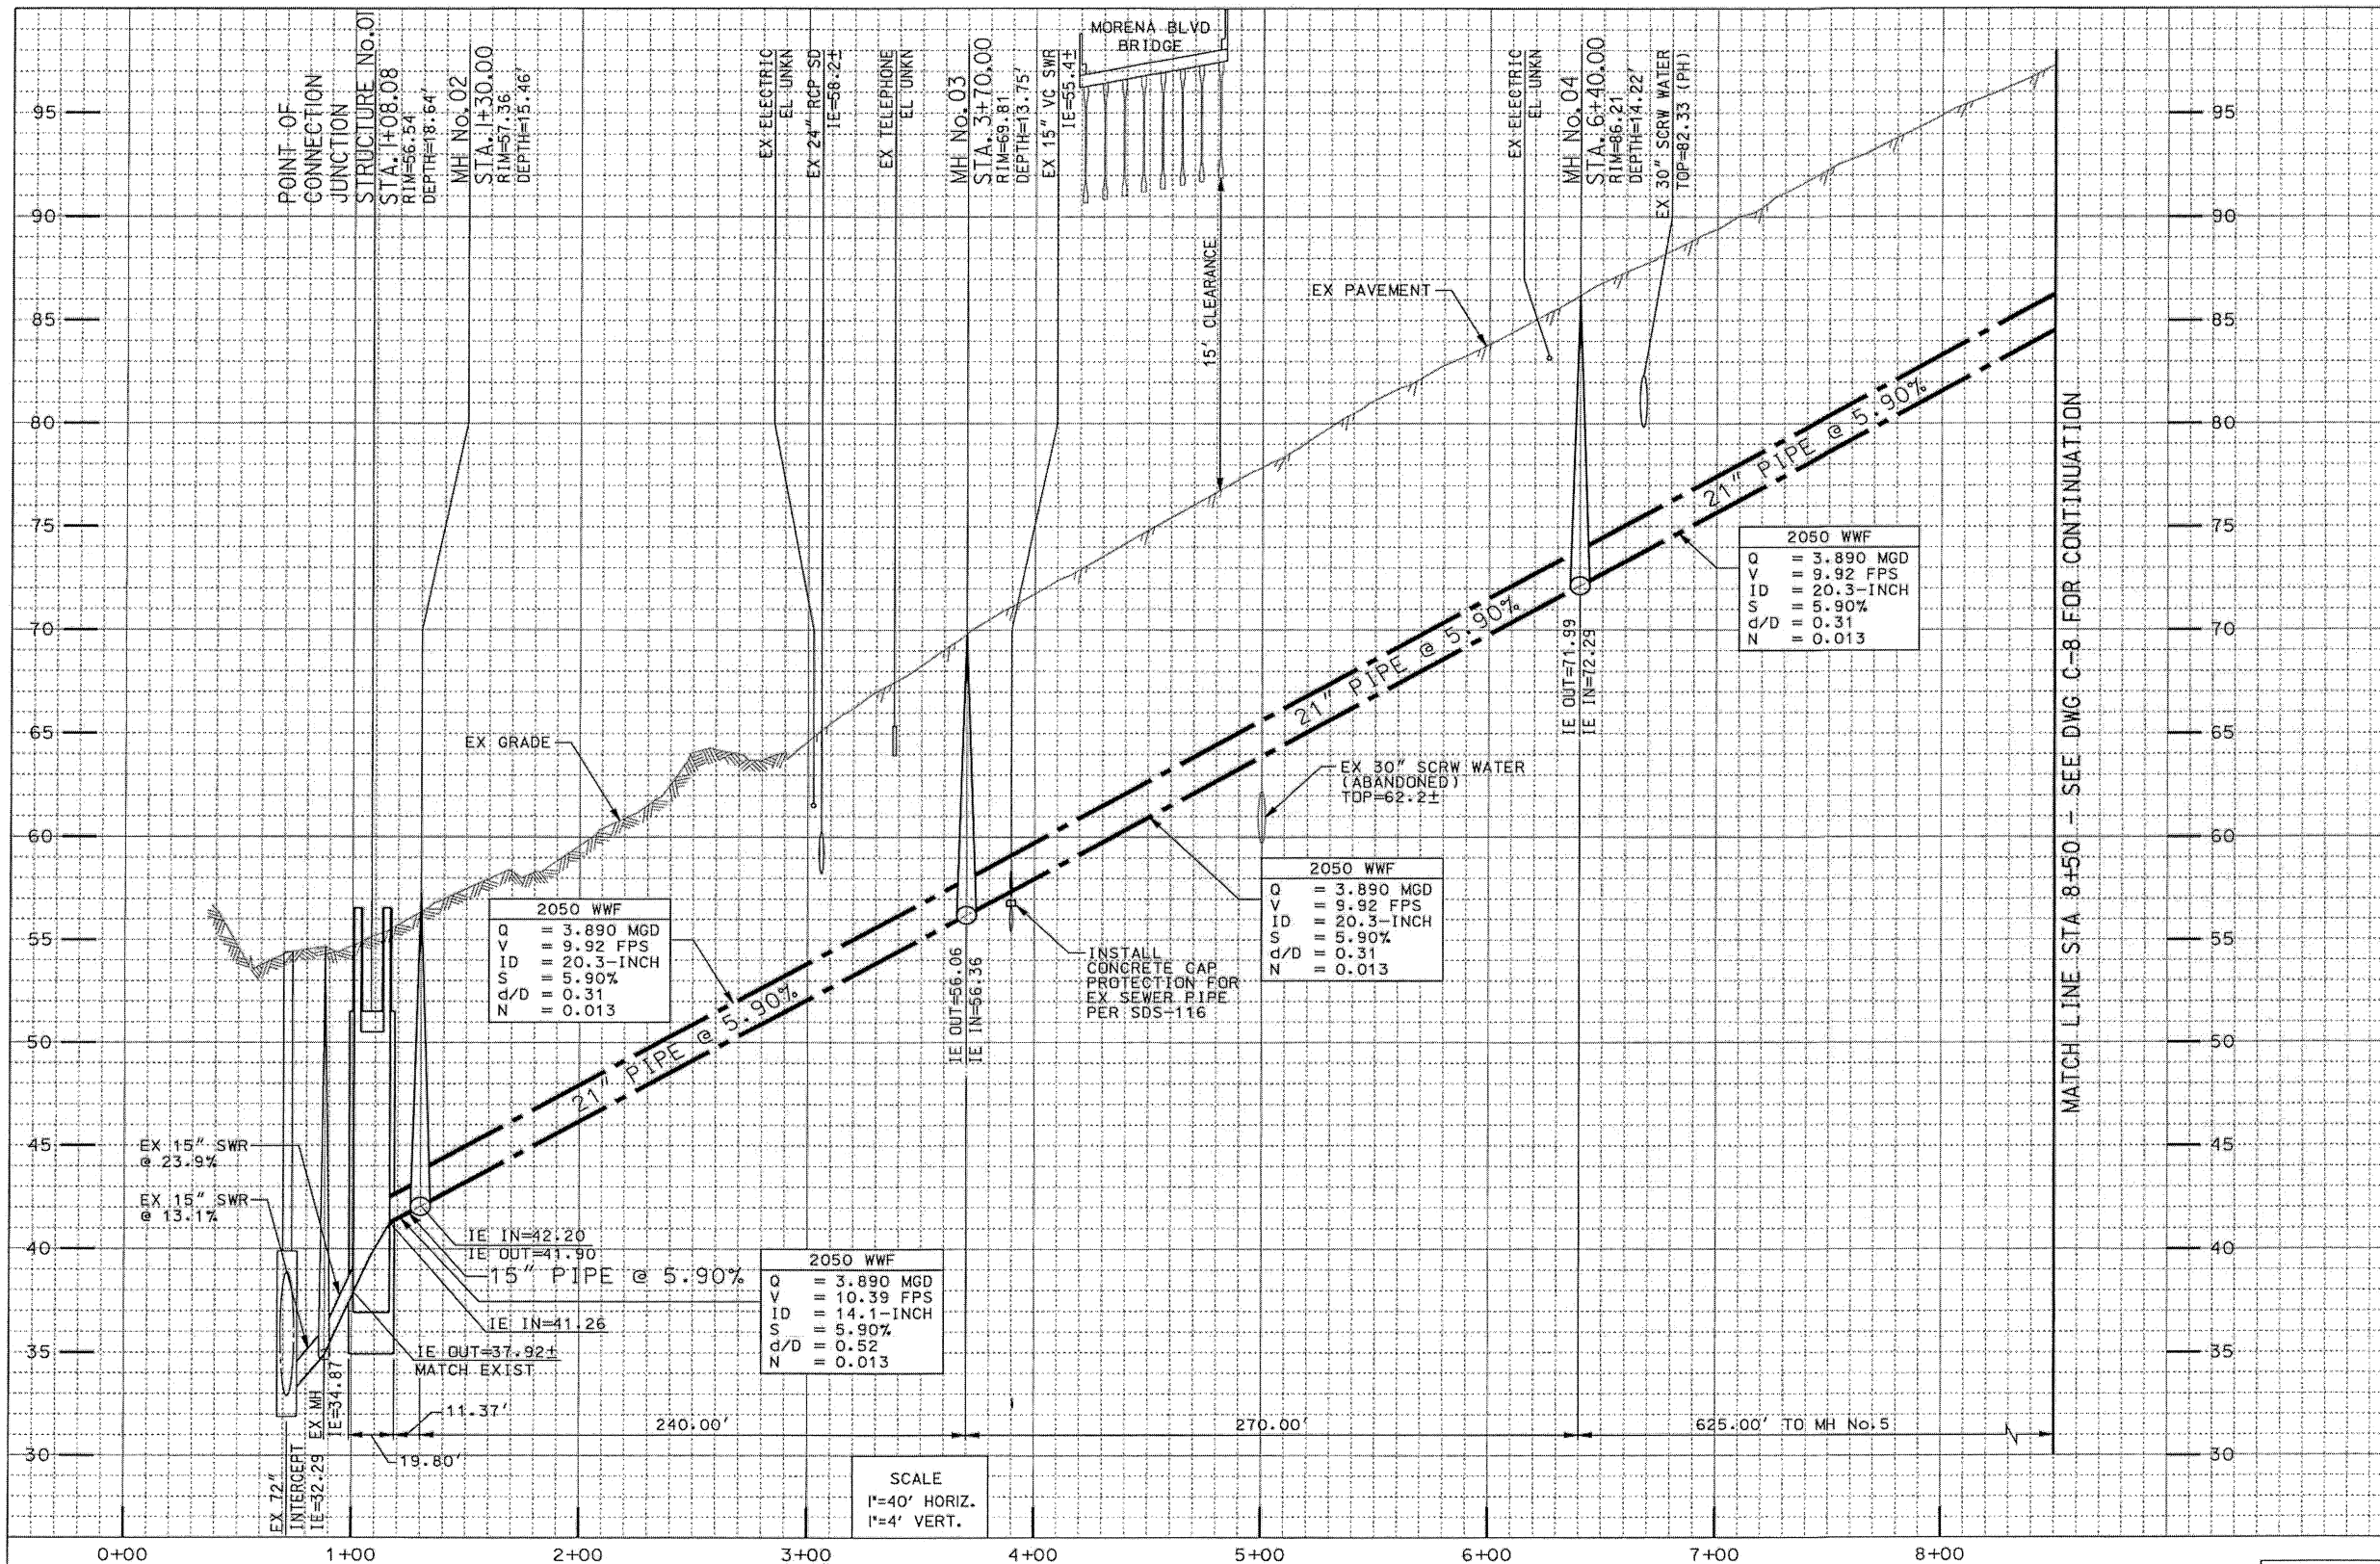 POINT OF
CONNECTION
JUNCTION
STRUCTURE No.01
STA.1+08.08
RIM=56.54
DEPTH=18.64'
MH No.02
STA.1+30.00
RIM=57.36
DEPTH=15.46'
EX ELECTRIC
EL UNKN
EX 24" RCP SD
IE=58.2±
EX TELEPHONE
EL UNKN
MH No.03
STA.3+70.00
RIM=69.81
DEPTH=13.75'
EX 15" VC SWR
IE=55.4±
MORENA BLVD
BRIDGE
15' CLEARANCE
EX ELECTRIC
EL UNKN
MH No.04
STA.6+40.00
RIM=86.21
DEPTH=14.22'
EX 30" SCRW WATER
TOP=82.33 (PH)
95
90
85
80
75
70
65
60
55
50
45
40
35
30
95
90
85
80
75
70
65
60
55
50
45
40
35
30
EX PAVEMENT
EX GRADE
21" PIPE @ 5.90%
21" PIPE @ 5.90%
21" PIPE @ 5.90%
2050 WWF
Q = 3.890 MGD
V = 9.92 FPS
ID = 20.3-INCH
S = 5.90%
d/D = 0.31
N = 0.013
IE OUT=71.99
IE IN=72.29
EX 30" SCRW WATER
(ABANDONED)
TOP=62.2±
2050 WWF
Q = 3.890 MGD
V = 9.92 FPS
ID = 20.3-INCH
S = 5.90%
d/D = 0.31
N = 0.013
2050 WWF
Q = 3.890 MGD
V = 9.92 FPS
ID = 20.3-INCH
S = 5.90%
d/D = 0.31
N = 0.013
IE OUT=56.06
IE IN=56.36
INSTALL
CONCRETE CAP
PROTECTION FOR
EX SEWER PIPE
PER SDS-116
MATCH LINE STA 8+50 - SEE DWG C-8 FOR CONTINUATION
EX 15" SWR
@ 23.9%
EX 15" SWR
@ 13.1%
IE IN=42.20
IE OUT=41.90
15" PIPE @ 5.90%
IE IN=41.26
IE OUT=37.92±
MATCH EXIST
2050 WWF
Q = 3.890 MGD
V = 10.39 FPS
ID = 14.1-INCH
S = 5.90%
d/D = 0.52
N = 0.013
11.37'
19.80'
240.00'
270.00'
625.00' TO MH No.5
EX 72"
INTERCEPT
IE=32.29
EX MH
IE=34.87
SCALE
1"=40' HORIZ.
1"=4' VERT.
0+00
1+00
2+00
3+00
4+00
5+00
6+00
7+00
8+00